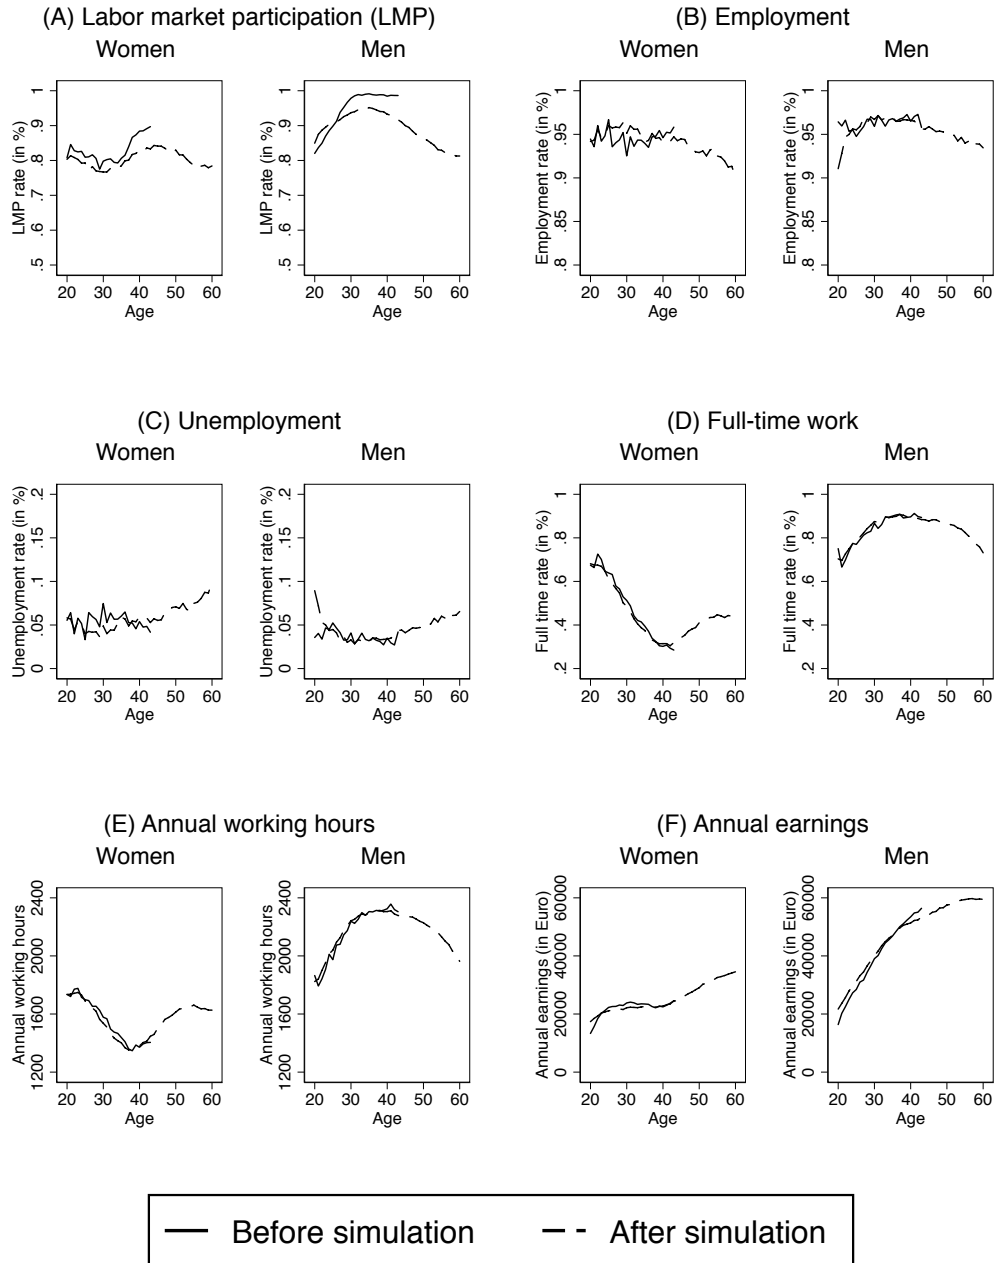 (A) Labor market participation (LMP)
Women
Men
LMP rate (in %)
.5 .6 .7 .8 .9 1
20 30 40 50 60
Age
LMP rate (in %)
.5 .6 .7 .8 .9 1
20 30 40 50 60
Age
(B) Employment
Women
Men
Employment rate (in %)
.8 .85 .9 .95 1
20 30 40 50 60
Age
Employment rate (in %)
.8 .85 .9 .95 1
20 30 40 50 60
Age
(C) Unemployment
Women
Men
Unemployment rate (in %)
0 .05 .1 .15 .2
20 30 40 50 60
Age
Unemployment rate (in %)
0 .05 .1 .15 .2
20 30 40 50 60
Age
(D) Full-time work
Women
Men
Full time rate (in %)
.2 .4 .6 .8 1
20 30 40 50 60
Age
Full time rate (in %)
.2 .4 .6 .8 1
20 30 40 50 60
Age
(E) Annual working hours
Women
Men
Annual working hours
1200 1600 2000 2400
20 30 40 50 60
Age
Annual working hours
1200 1600 2000 2400
20 30 40 50 60
Age
(F) Annual earnings
Women
Men
Annual earnings (in Euro)
0 20000 40000 60000
20 30 40 50 60
Age
Annual earnings (in Euro)
0 20000 40000 60000
20 30 40 50 60
Age
Before simulation
After simulation